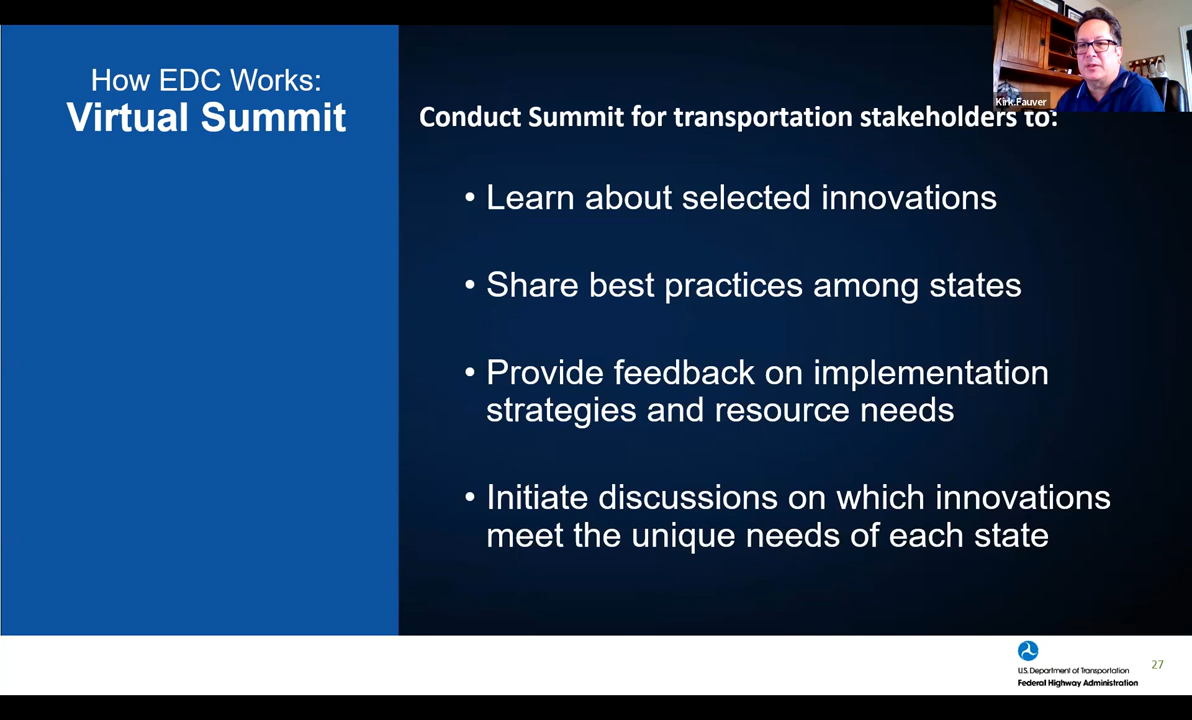 How EDC Works:
Virtual Summit
Kirk.Fauver
Conduct Summit for transportation stakeholders to:
• Learn about selected innovations
• Share best practices among states
• Provide feedback on implementation
strategies and resource needs
• Initiate discussions on which innovations
meet the unique needs of each state
U.S. Department of Transportation
Federal Highway Administration
27